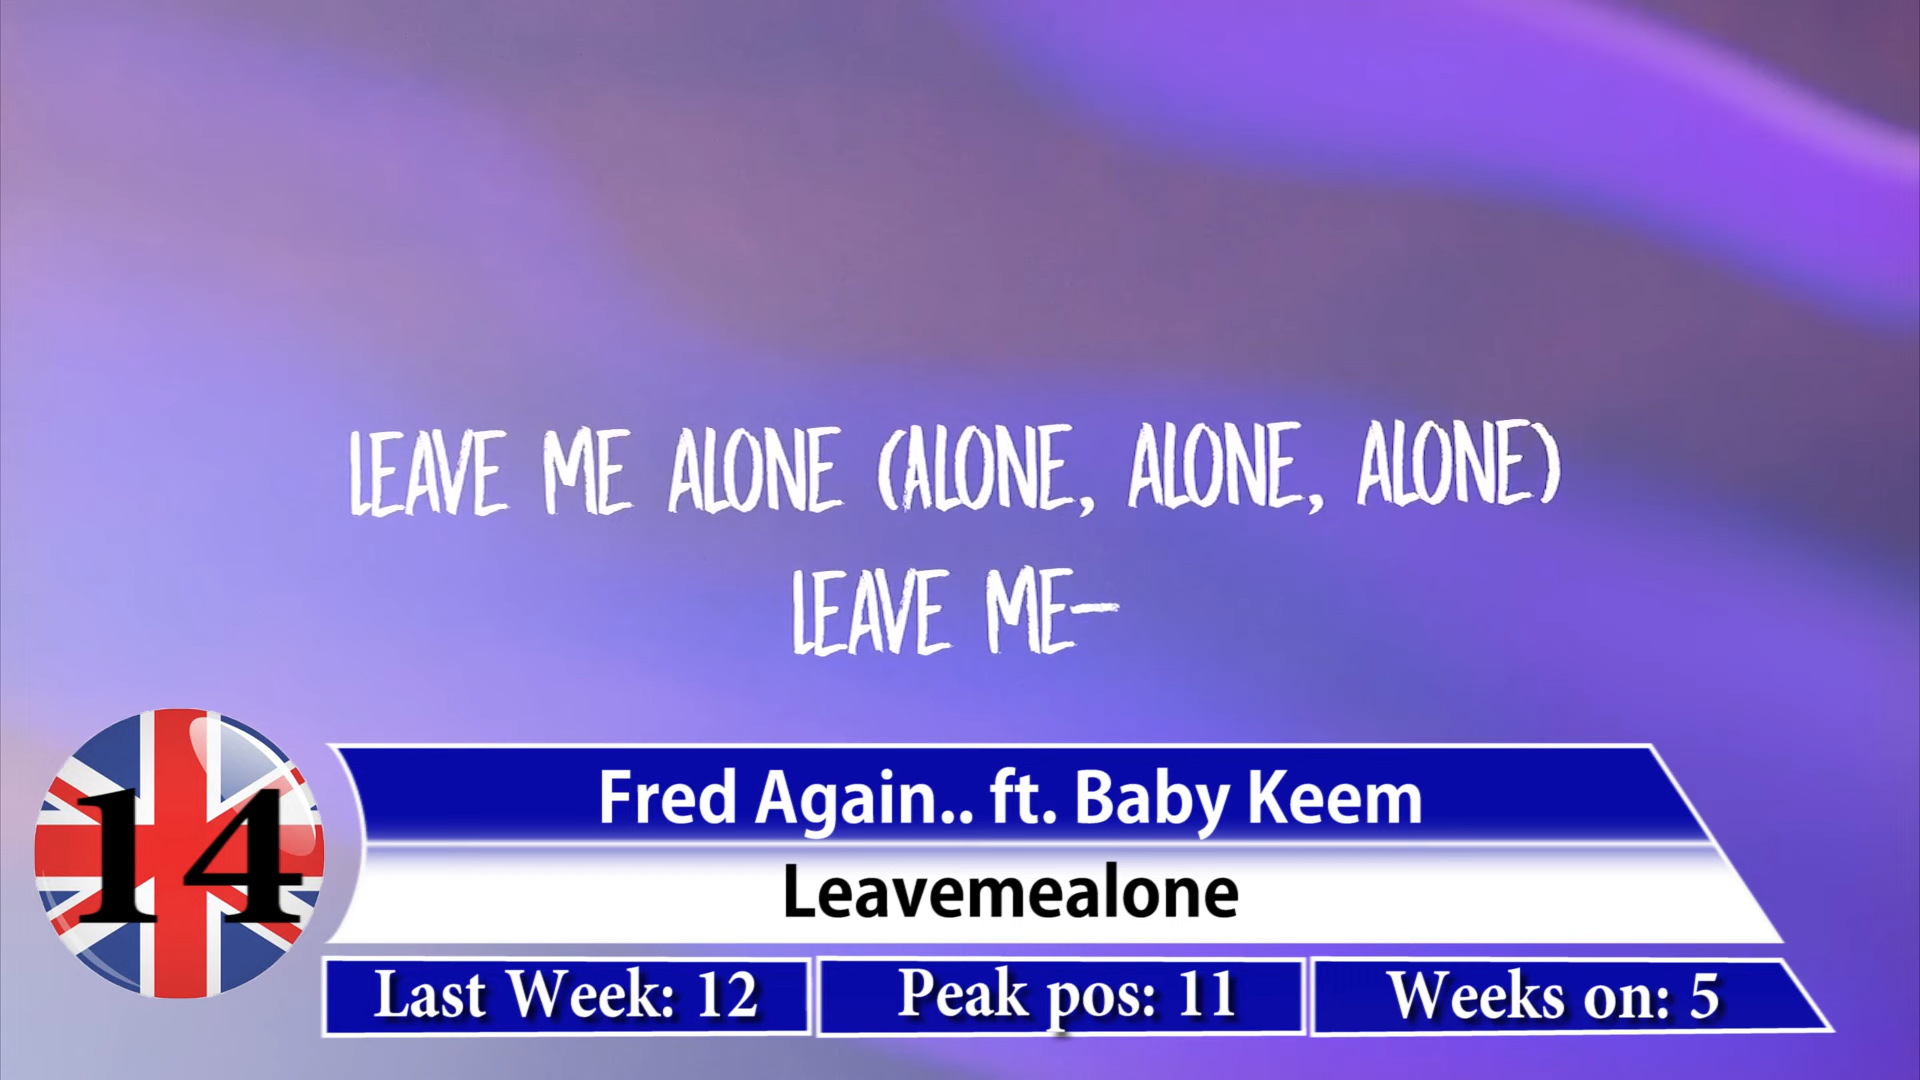 LEAVE ME ALONE (ALONE, ALONE, ALONE)
LEAVE ME–
14
Fred Again.. ft. Baby Keem
Leavemealone
Last Week: 12
Peak pos: 11
Weeks on: 5